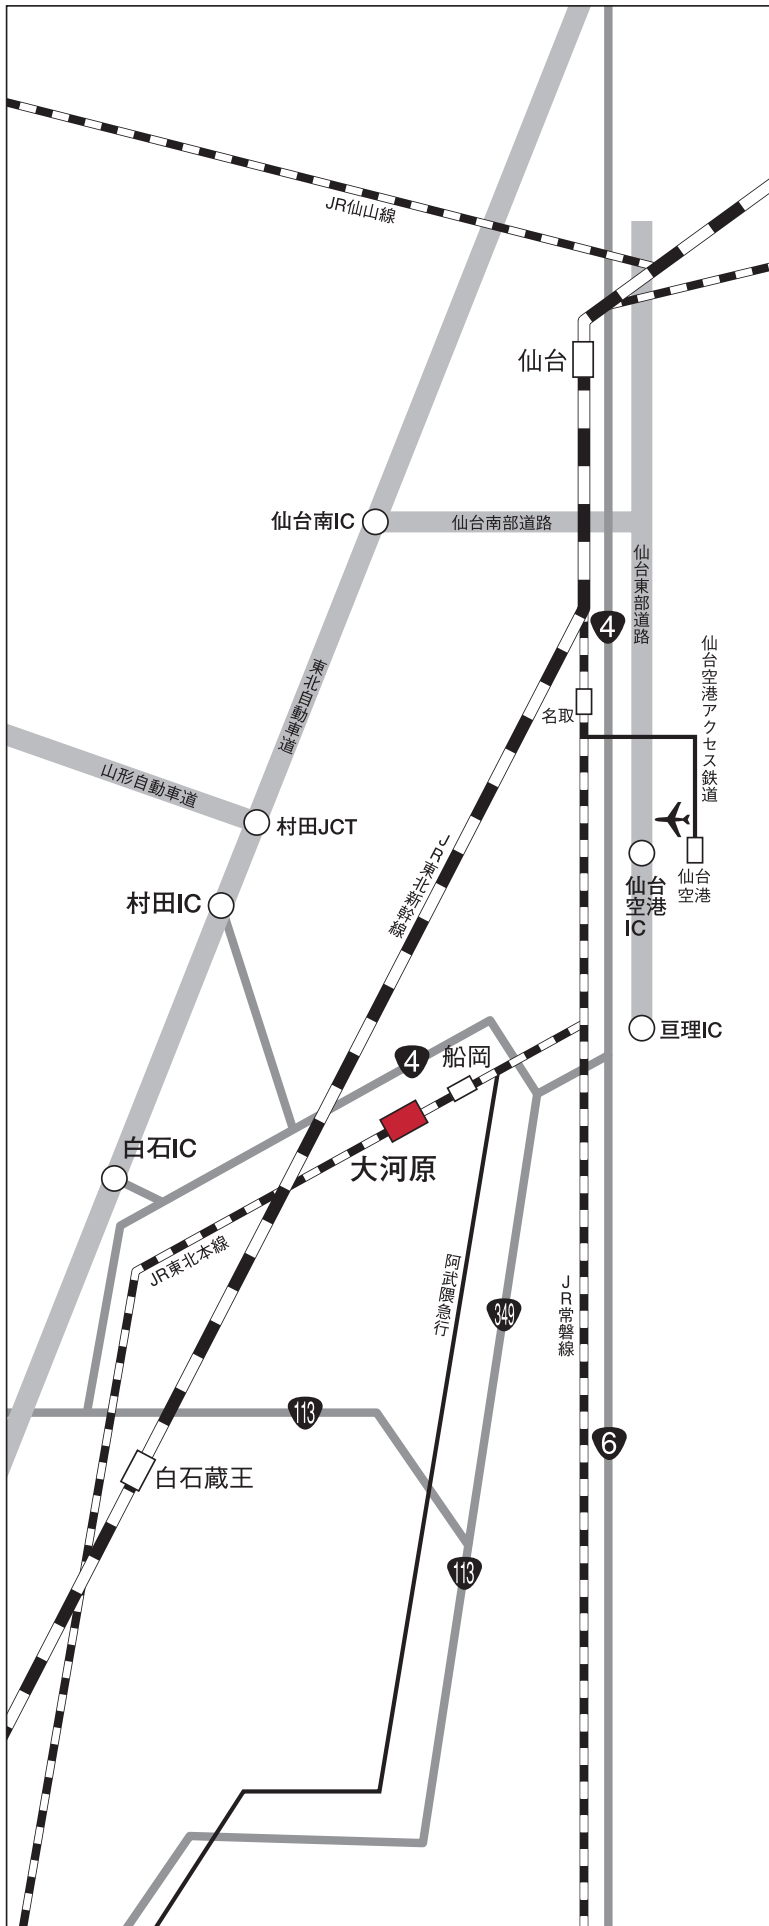 JR仙山線
仙台
仙台南IC
仙台南部道路
仙台東部道路
4
仙台空港アクセス鉄道
東北自動車道
名取
山形自動車道
村田JCT
JR東北新幹線
仙台
空港
仙台
空港
IC
村田IC
亘理IC
4
船岡
白石IC
大河原
JR東北本線
阿武隈急行
349
JR常磐線
113
6
白石蔵王
113